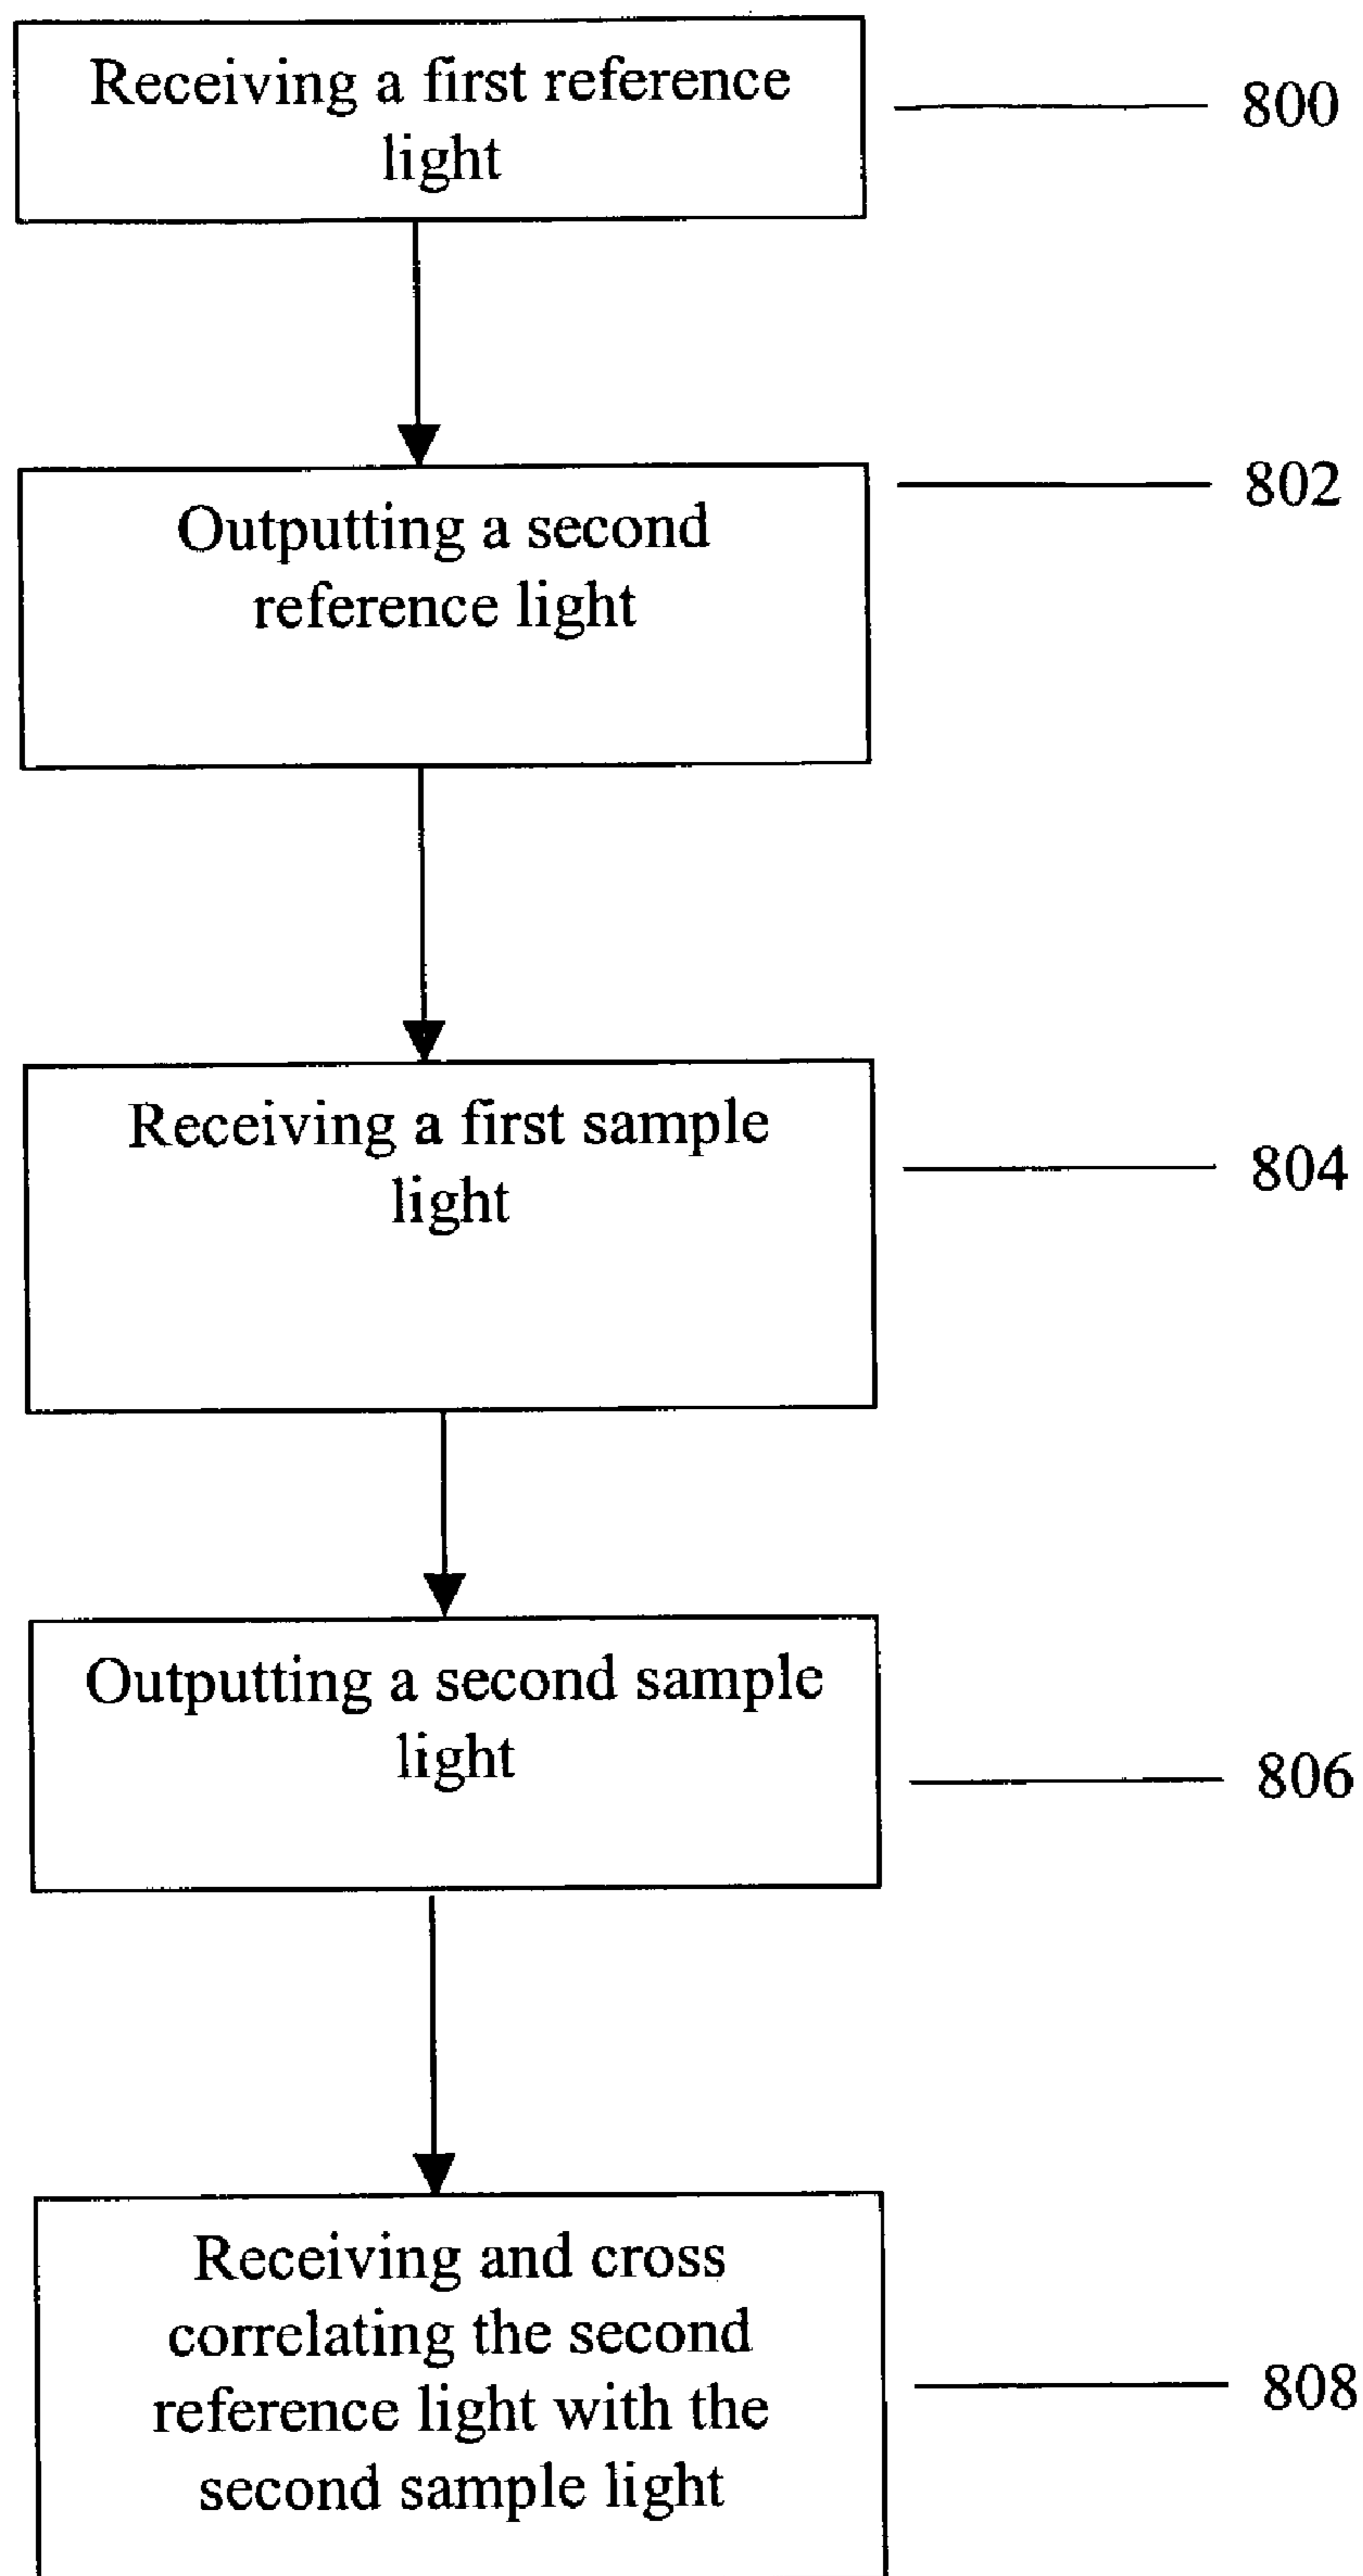 Receiving a first reference
light
800
Outputting a second
reference light
802
Receiving a first sample
light
804
Outputting a second sample
light
806
Receiving and cross
correlating the second
reference light with the
second sample light
808